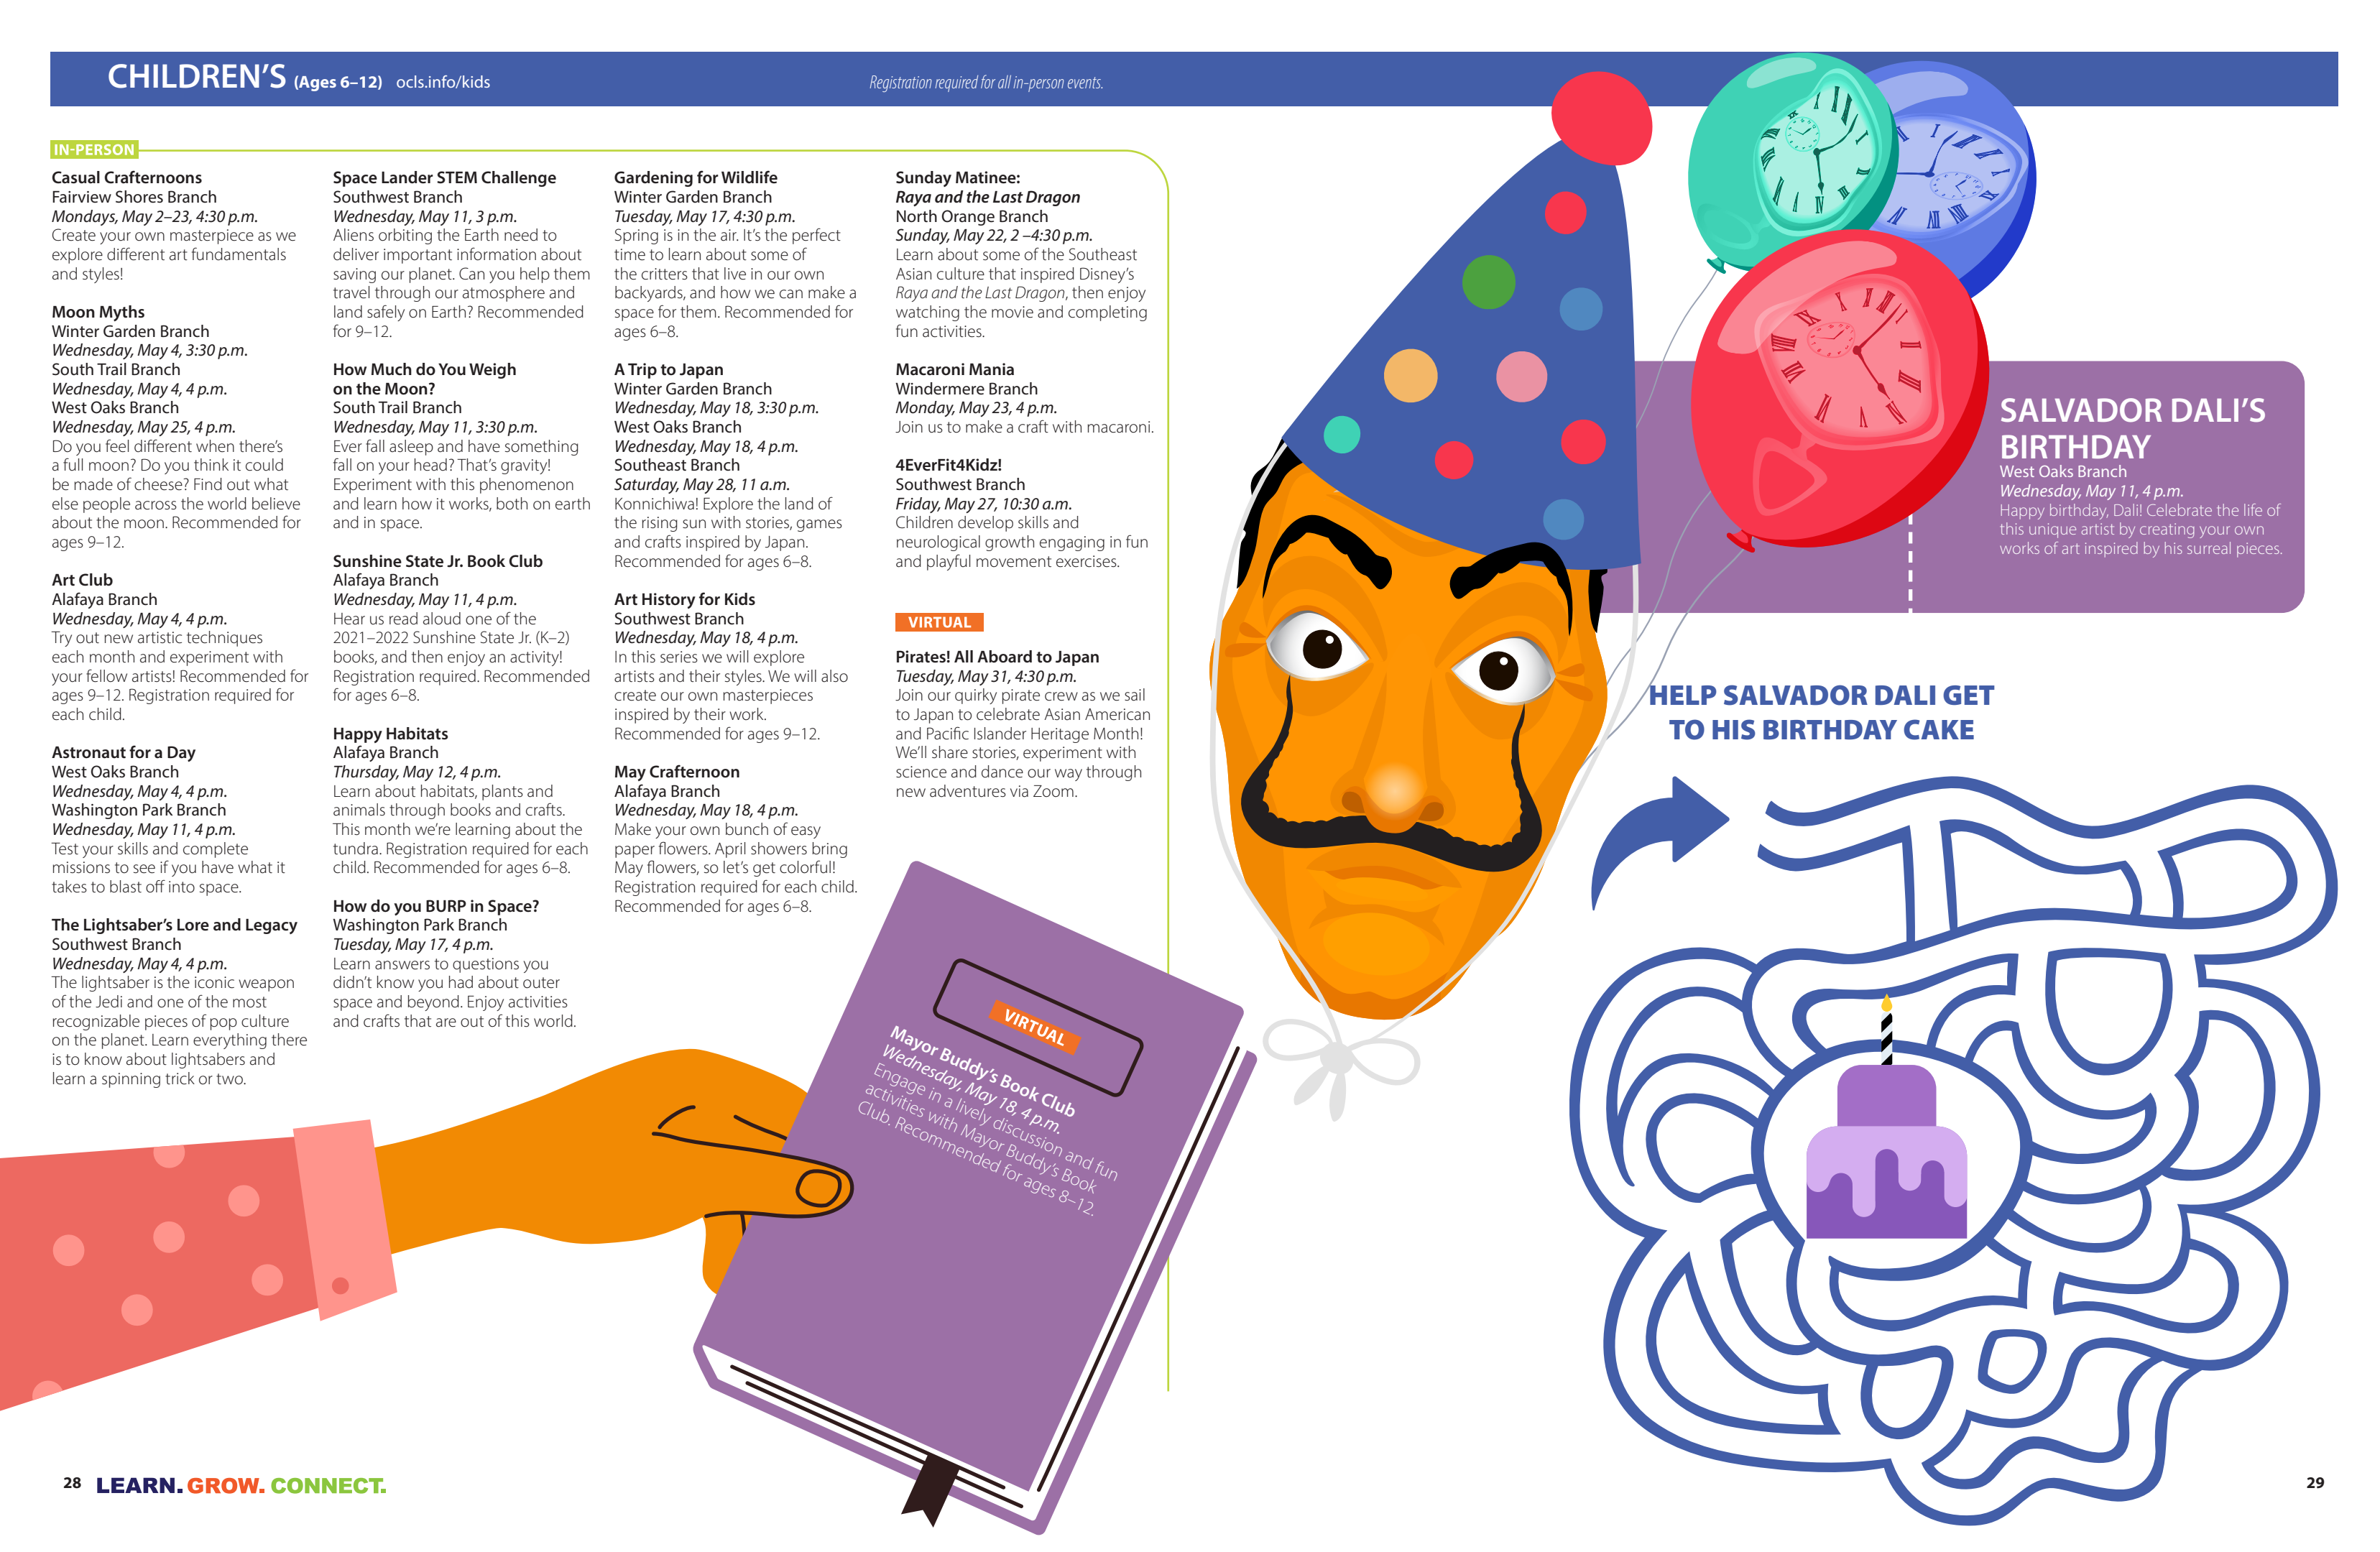 CHILDREN'S (Ages 6–12) ocls.info/kids
Registration required for all in-person events.
IN-PERSON
Casual Crafternoons
Fairview Shores Branch
Mondays, May 2–23, 4:30 p.m.
Create your own masterpiece as we
explore different art fundamentals
and styles!
Moon Myths
Winter Garden Branch
Wednesday, May 4, 3:30 p.m.
South Trail Branch
Wednesday, May 4, 4 p.m.
West Oaks Branch
Wednesday, May 25, 4 p.m.
Do you feel different when there's
a full moon? Do you think it could
be made of cheese? Find out what
else people across the world believe
about the moon. Recommended for
ages 9–12.
Art Club
Alafaya Branch
Wednesday, May 4, 4 p.m.
Try out new artistic techniques
each month and experiment with
your fellow artists! Recommended for
ages 9–12. Registration required for
each child.
Astronaut for a Day
West Oaks Branch
Wednesday, May 4, 4 p.m.
Washington Park Branch
Wednesday, May 11, 4 p.m.
Test your skills and complete
missions to see if you have what it
takes to blast off into space.
The Lightsaber's Lore and Legacy
Southwest Branch
Wednesday, May 4, 4 p.m.
The lightsaber is the iconic weapon
of the Jedi and one of the most
recognizable pieces of pop culture
on the planet. Learn everything there
is to know about lightsabers and
learn a spinning trick or two.
Space Lander STEM Challenge
Southwest Branch
Wednesday, May 11, 3 p.m.
Aliens orbiting the Earth need to
deliver important information about
saving our planet. Can you help them
travel through our atmosphere and
land safely on Earth? Recommended
for 9–12.
How Much do You Weigh
on the Moon?
South Trail Branch
Wednesday, May 11, 3:30 p.m.
Ever fall asleep and have something
fall on your head? That's gravity!
Experiment with this phenomenon
and learn how it works, both on earth
and in space.
Sunshine State Jr. Book Club
Alafaya Branch
Wednesday, May 11, 4 p.m.
Hear us read aloud one of the
2021–2022 Sunshine State Jr. (K–2)
books, and then enjoy an activity!
Registration required. Recommended
for ages 6–8.
Happy Habitats
Alafaya Branch
Thursday, May 12, 4 p.m.
Learn about habitats, plants and
animals through books and crafts.
This month we're learning about the
tundra. Registration required for each
child. Recommended for ages 6–8.
How do you BURP in Space?
Washington Park Branch
Tuesday, May 17, 4 p.m.
Learn answers to questions you
didn't know you had about outer
space and beyond. Enjoy activities
and crafts that are out of this world.
Gardening for Wildlife
Winter Garden Branch
Tuesday, May 17, 4:30 p.m.
Spring is in the air. It's the perfect
time to learn about some of
the critters that live in our own
backyards, and how we can make a
space for them. Recommended for
ages 6–8.
A Trip to Japan
Winter Garden Branch
Wednesday, May 18, 3:30 p.m.
West Oaks Branch
Wednesday, May 18, 4 p.m.
Southeast Branch
Saturday, May 28, 11 a.m.
Konnichiwa! Explore the land of
the rising sun with stories, games
and crafts inspired by Japan.
Recommended for ages 6–8.
Art History for Kids
Southwest Branch
Wednesday, May 18, 4 p.m.
In this series we will explore
artists and their styles. We will also
create our own masterpieces
inspired by their work.
Recommended for ages 9–12.
May Crafternoon
Alafaya Branch
Wednesday, May 18, 4 p.m.
Make your own bunch of easy
paper flowers. April showers bring
May flowers, so let's get colorful!
Registration required for each child.
Recommended for ages 6–8.
Sunday Matinee:
Raya and the Last Dragon
North Orange Branch
Sunday, May 22, 2 –4:30 p.m.
Learn about some of the Southeast
Asian culture that inspired Disney's
Raya and the Last Dragon, then enjoy
watching the movie and completing
fun activities.
Macaroni Mania
Windermere Branch
Monday, May 23, 4 p.m.
Join us to make a craft with macaroni.
4EverFit4Kidz!
Southwest Branch
Friday, May 27, 10:30 a.m.
Children develop skills and
neurological growth engaging in fun
and playful movement exercises.
VIRTUAL
Pirates! All Aboard to Japan
Tuesday, May 31, 4:30 p.m.
Join our quirky pirate crew as we sail
to Japan to celebrate Asian American
and Pacific Islander Heritage Month!
We'll share stories, experiment with
science and dance our way through
new adventures via Zoom.
VIRTUAL
Mayor Buddy's Book Club
Wednesday, May 18, 4 p.m.
Engage in a lively discussion and fun
activities with Mayor Buddy's Book
Club. Recommended for ages 8–12.
SALVADOR DALI'S
BIRTHDAY
West Oaks Branch
Wednesday, May 11, 4 p.m.
Happy birthday, Dali! Celebrate the life of
this unique artist by creating your own
works of art inspired by his surreal pieces.
HELP SALVADOR DALI GET
TO HIS BIRTHDAY CAKE
28 LEARN. GROW. CONNECT.
29